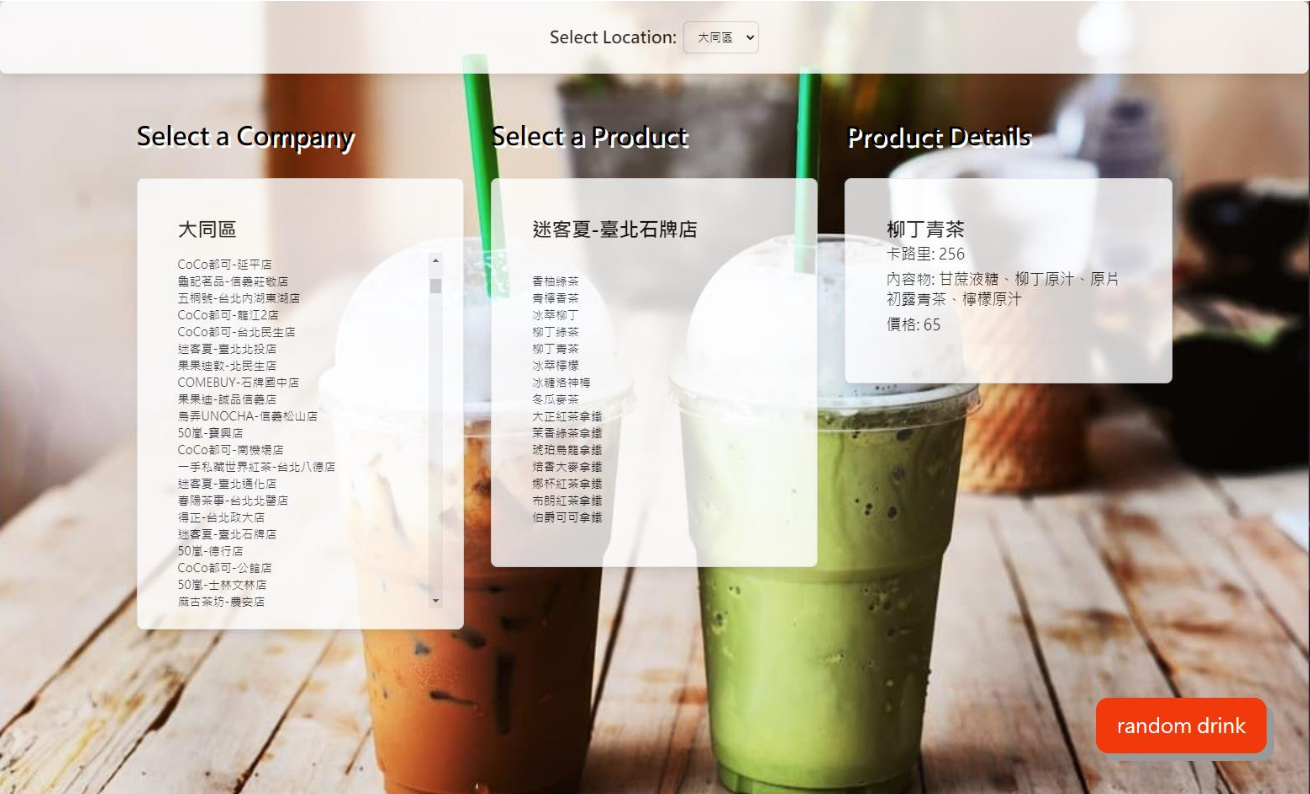 Select Location: 大同區
Select a Company
大同區
CoCo都可-延平店
龜記茗品-信義莊敬店
五桐號-台北內湖東湖店
CoCo都可-龍江2店
CoCo都可-台北民生店
迷客夏-臺北北投店
果果迪歕-北民生店
COMEBUY-石牌國中店
果果迪-誠品信義店
烏弄UNOCHA-信義松山店
50嵐-寶興店
CoCo都可-南機場店
一手私藏世界紅茶-台北八德店
迷客夏-臺北通化店
春陽茶事-台北北醫店
得正-台北政大店
迷客夏-臺北石牌店
50嵐-德行店
CoCo都可-公館店
50嵐-士林文林店
麻古茶坊-農安店
Select a Product
迷客夏-臺北石牌店
香柚綠茶
青檸香茶
冰萃柳丁
柳丁綠茶
柳丁青茶
冰萃檸檬
冰糖洛神梅
冬瓜麥茶
大正紅茶拿鐵
茉香綠茶拿鐵
琥珀烏龍拿鐵
焙香大麥拿鐵
娜杯紅茶拿鐵
布朗紅茶拿鐵
伯爵可可拿鐵
Product Details
柳丁青茶
卡路里: 256
內容物: 甘蔗液糖、柳丁原汁、原片
初露青茶、檸檬原汁
價格: 65
random drink